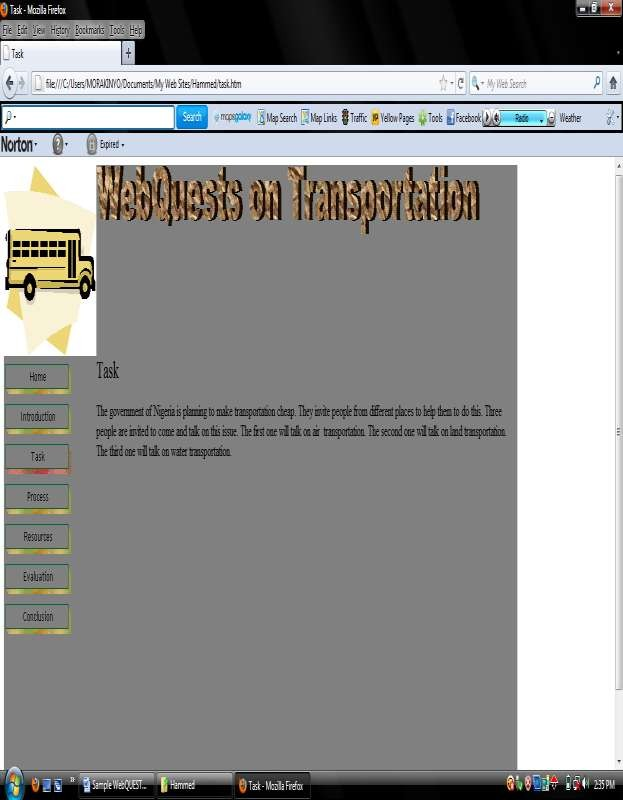 Task - Mozilla Firefox
File Edit View History Bookmarks Tools Help
Task
file:///C:/Users/MORAKINYO/Documents/My Web Sites/Hammed/task.htm
My Web Search
Search mapsgalaxy Map Search Map Links Traffic Yellow Pages Tools Facebook Radio Weather
Norton Expired
WebQuests on Transportation
Home
Introduction
Task
Process
Resources
Evaluation
Conclusion
Task
The government of Nigeria is planning to make transportation cheap. They invite people from different places to help them to do this. Three
people are invited to come and talk on this issue. The first one will talk on air transportation. The second one will talk on land transportation.
The third one will talk on water transportation.
Sample WebQUEST... Hammed Task - Mozilla Firefox 2:35 PM